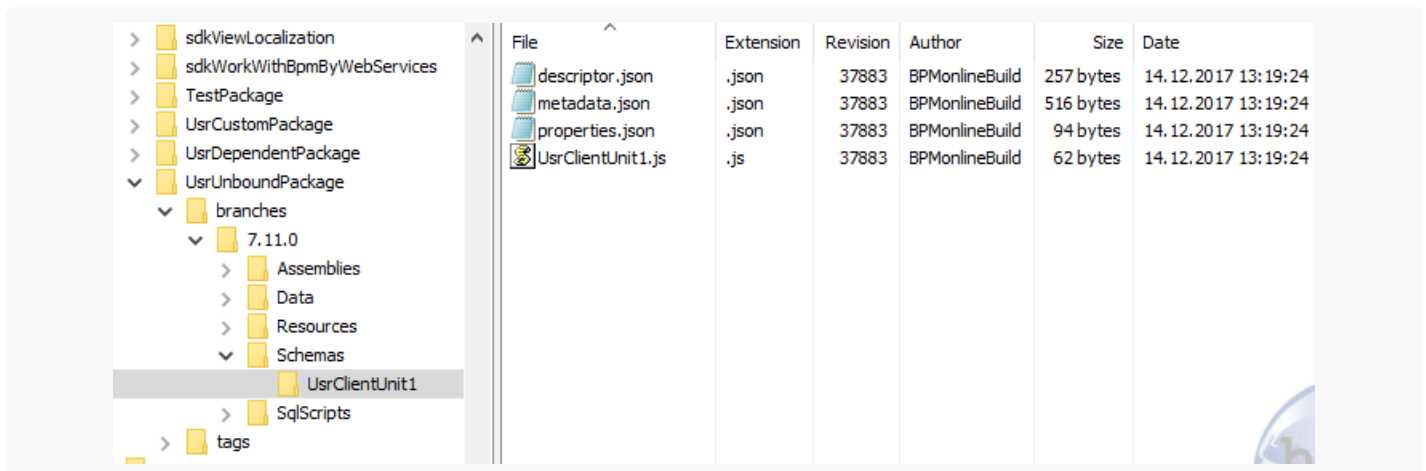 sdkViewLocalization
sdkWorkWithBpmByWebServices
TestPackage
UsrCustomPackage
UsrDependentPackage
UsrUnboundPackage
branches
7.11.0
Assemblies
Data
Resources
Schemas
UsrClientUnit1
SqlScripts
tags
File Extension Revision Author Size Date
descriptor.json .json 37883 BPMonlineBuild 257 bytes 14.12.2017 13:19:24
metadata.json .json 37883 BPMonlineBuild 516 bytes 14.12.2017 13:19:24
properties.json .json 37883 BPMonlineBuild 94 bytes 14.12.2017 13:19:24
UsrClientUnit1.js .js 37883 BPMonlineBuild 62 bytes 14.12.2017 13:19:24